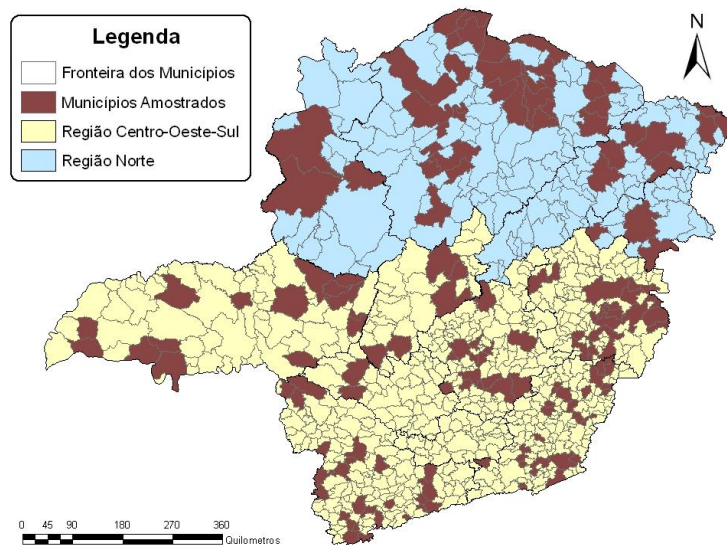 Legenda
Fronteira dos Municípios
Municípios Amostrados
Região Centro-Oeste-Sul
Região Norte
N
0 45 90 180 270 360
Quilometros